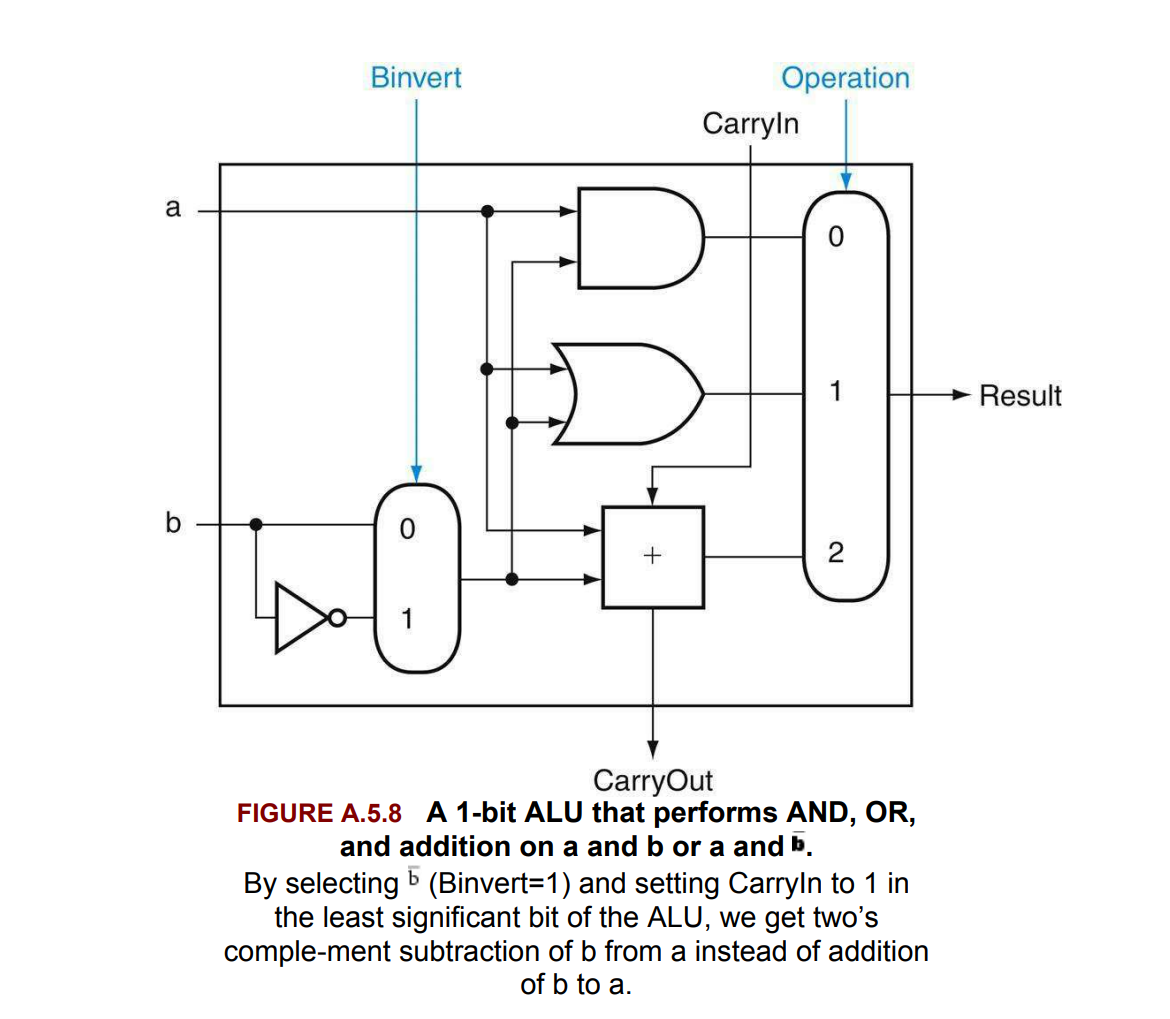 Binvert
Operation
CarryIn
a
0
1
Result
b
0
+
2
1
CarryOut
FIGURE A.5.8 A 1-bit ALU that performs AND, OR,
and addition on a and b or a and b̅.
By selecting b̅ (Binvert=1) and setting CarryIn to 1 in
the least significant bit of the ALU, we get two’s
comple-ment subtraction of b from a instead of addition
of b to a.